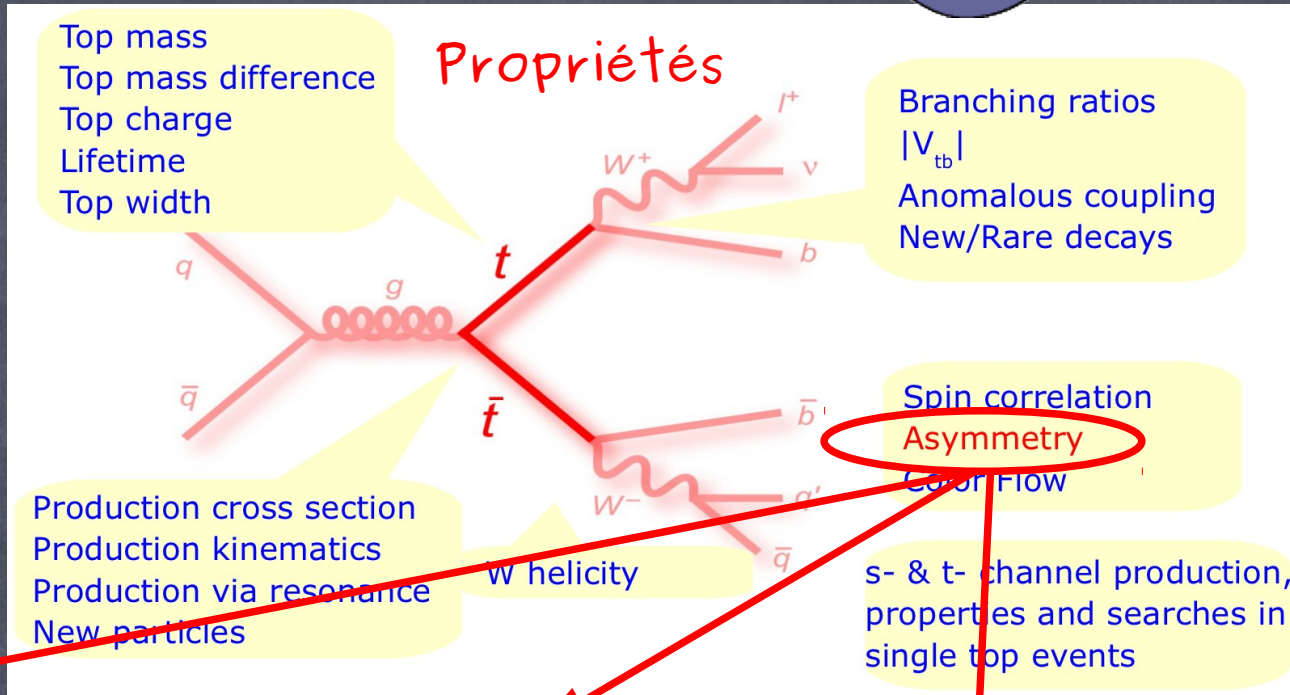 Top mass
Top mass difference
Top charge
Lifetime
Top width
Propriétés
Branching ratios
|V_tb|
Anomalous coupling
New/Rare decays
l⁺
W⁺
ν
b
q
g
t
q̄
t̄
b̄
W⁻
q'
q̄
Spin correlation
Asymmetry
Color Flow
Production cross section
Production kinematics
Production via resonance
New particles
W helicity
s- & t- channel production,
properties and searches in
single top events